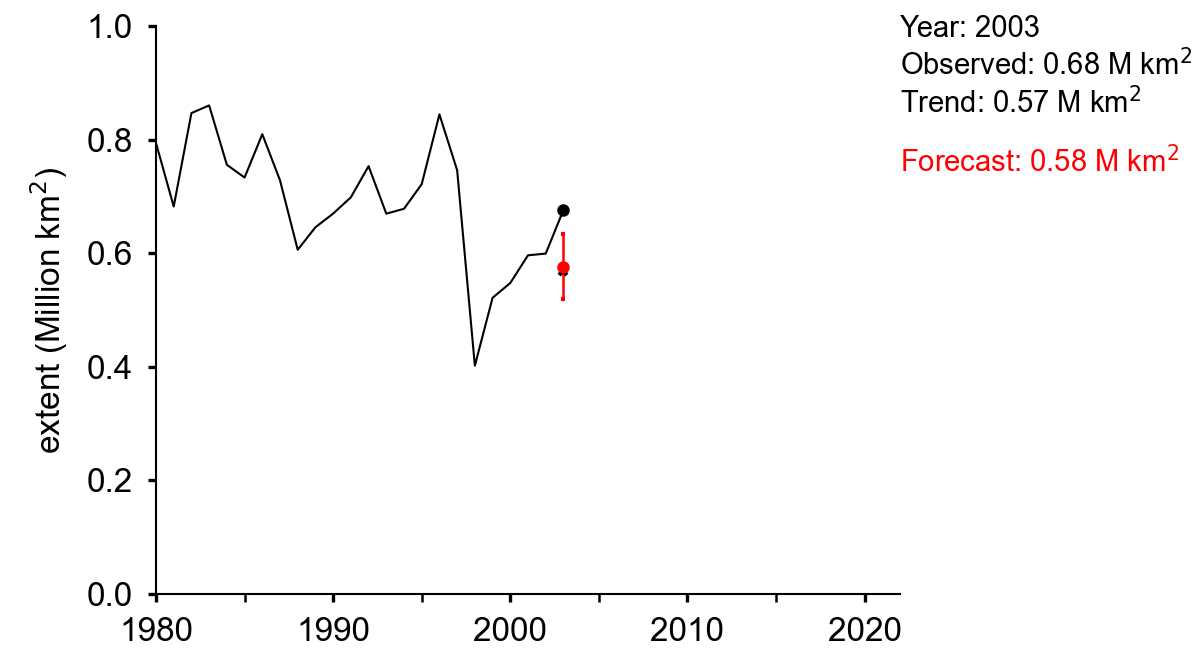 Year: 2003
Observed: 0.68 M km²
Trend: 0.57 M km²
Forecast: 0.58 M km²
extent (Million km²)
1.0
0.8
0.6
0.4
0.2
0.0
1980 1990 2000 2010 2020